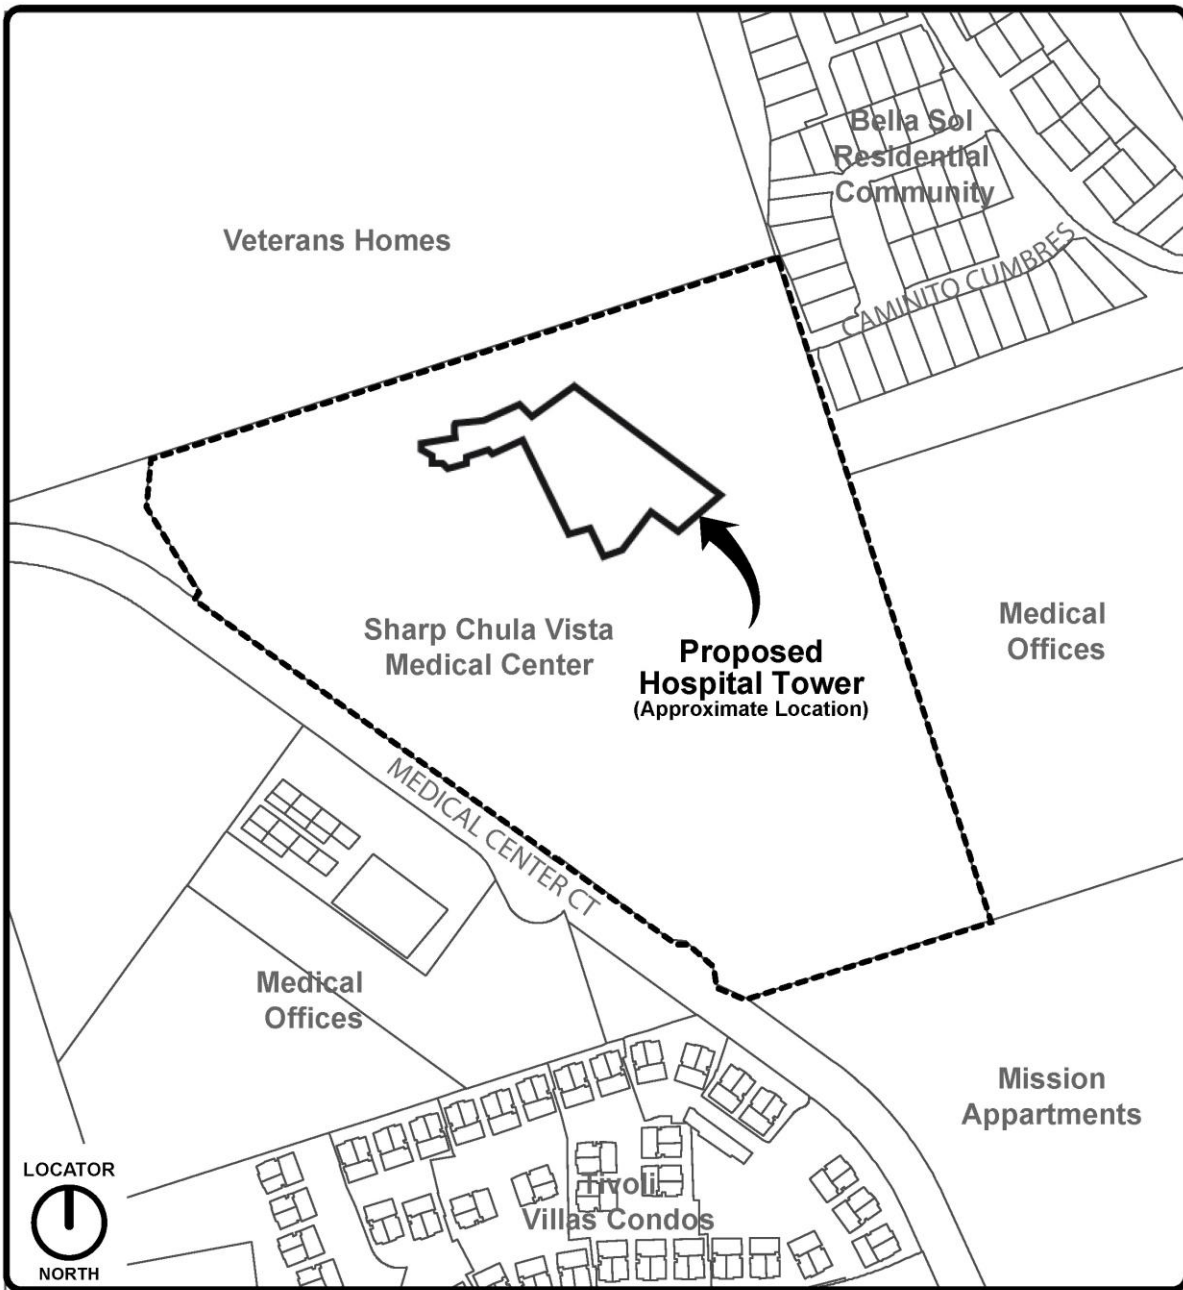 Bella Sol
Residential
Community
Veterans Homes
CAMINITO CUMBRES
Medical
Offices
Sharp Chula Vista
Medical Center
Proposed
Hospital Tower
(Approximate Location)
MEDICAL CENTER CT
Medical
Offices
Mission
Appartments
Tivoli
Villas Condos
LOCATOR
NORTH